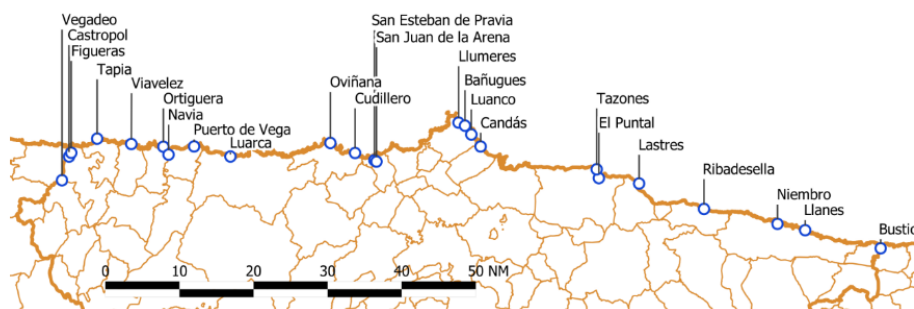 San Esteban de Pravia
Vegadeo
Castropol
San Juan de la Arena
Figueras
Llumeres
Tapia
Bañugues
Tazones
Viavelez
Oviñana
Luanco
Ortiguera
Cudillero
Candás
El Puntal
Navia
Puerto de Vega
Luarca
Lastres
Ribadesella
Niembro
Llanes
Bustio
0 10 20 30 40 50 NM